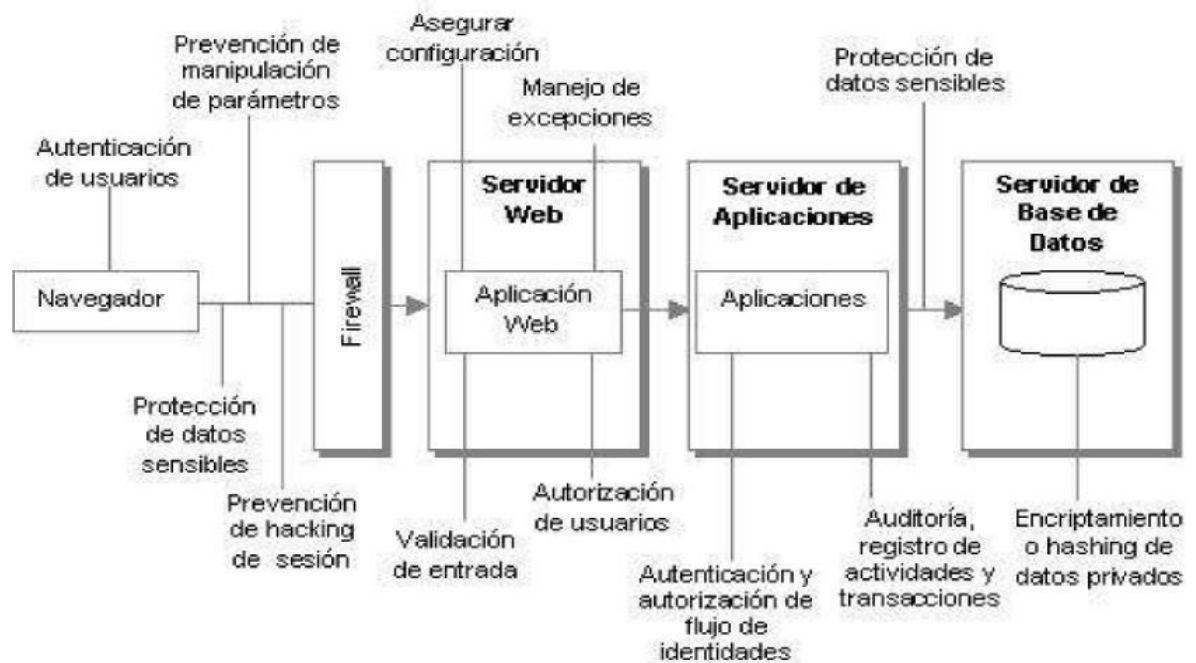 Asegurar
configuración
Prevención de
manipulación
de parámetros
Protección de
datos sensibles
Manejo de
excepciones
Autenticación
de usuarios
Servidor
Web
Servidor de
Aplicaciones
Servidor de
Base de
Datos
Navegador
Firewall
Aplicación
Web
Aplicaciones
Protección
de datos
sensibles
Prevención
de hacking
de sesión
Validación
de entrada
Autorización
de usuarios
Autenticación y
autorización de
flujo de
identidades
Auditoría,
registro de
actividades y
transacciones
Encriptamiento
o hashing de
datos privados